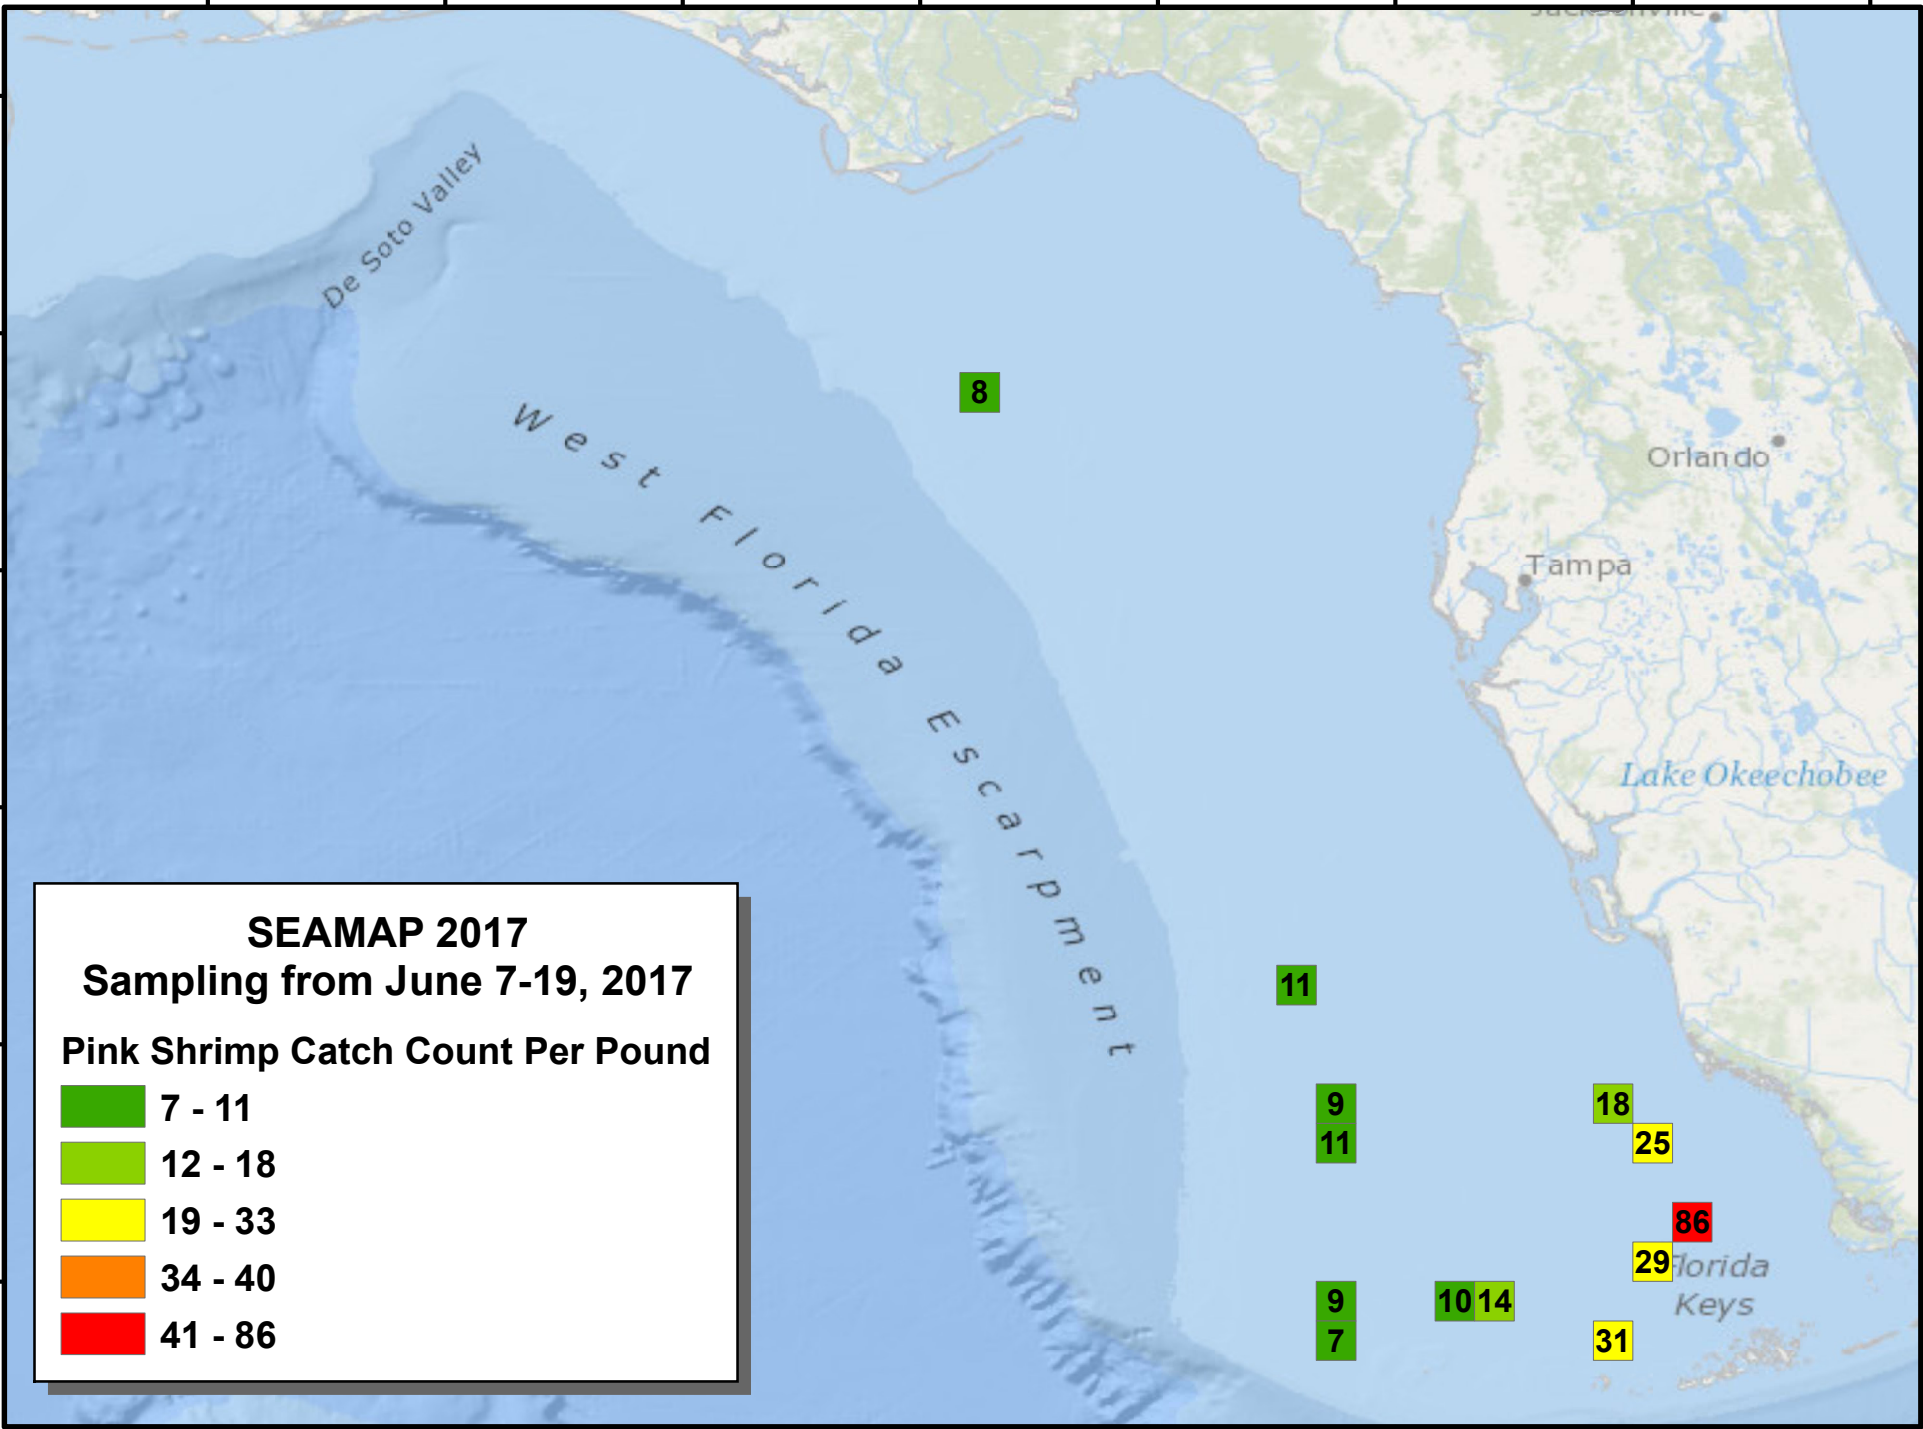 Jacksonville
De Soto Valley
8
West Florida Escarpment
Orlando
Tampa
Lake Okeechobee
11
9
18
11
25
86
29
Florida
Keys
9
10
14
7
31
SEAMAP 2017
Sampling from June 7-19, 2017
Pink Shrimp Catch Count Per Pound
7 - 11
12 - 18
19 - 33
34 - 40
41 - 86